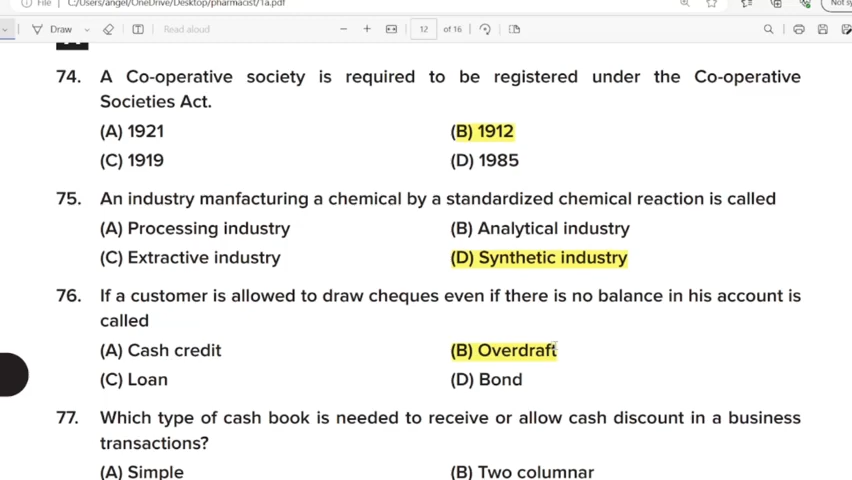 File C:/Users/angel/OneDrive/Desktop/pharmacist/1a.pdf
Draw Read aloud 12 of 16
74. A Co-operative society is required to be registered under the Co-operative
Societies Act.
(A) 1921 (B) 1912
(C) 1919 (D) 1985
75. An industry manfacturing a chemical by a standardized chemical reaction is called
(A) Processing industry (B) Analytical industry
(C) Extractive industry (D) Synthetic industry
76. If a customer is allowed to draw cheques even if there is no balance in his account is
called
(A) Cash credit (B) Overdraft
(C) Loan (D) Bond
77. Which type of cash book is needed to receive or allow cash discount in a business
transactions?
(A) Simple (B) Two columnar